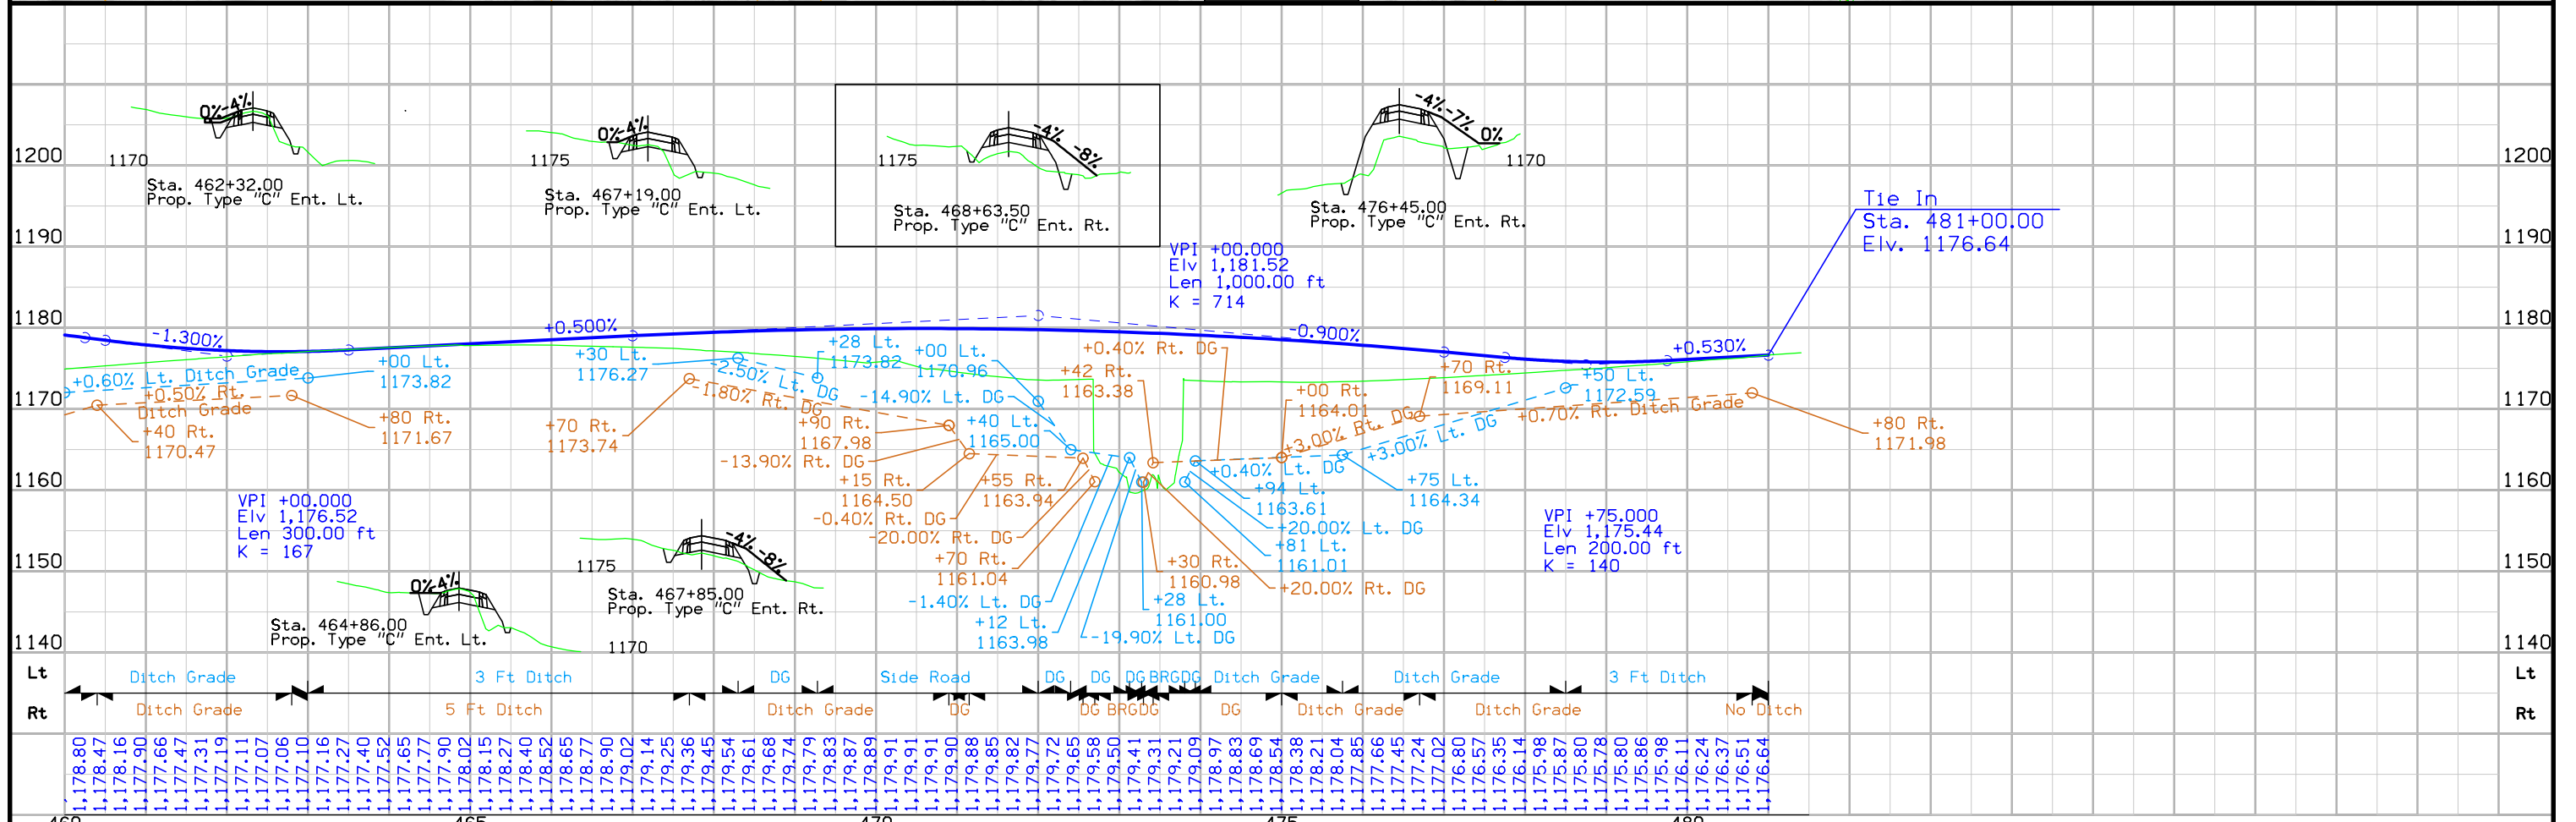 0%
-4%
1170
Sta. 462+32.00
Prop. Type "C" Ent. Lt.
0%
-4%
1175
Sta. 467+19.00
Prop. Type "C" Ent. Lt.
-4%
-8%
1175
Sta. 468+63.50
Prop. Type "C" Ent. Rt.
-4%
-7%
0%
1170
Sta. 476+45.00
Prop. Type "C" Ent. Rt.
1200
1200
1190
1190
1180
1180
1170
1170
1160
1160
1150
1150
1140
1140
Tie In
Sta. 481+00.00
Elv. 1176.64
VPI +00.000
Elv 1,181.52
Len 1,000.00 ft
K = 714
-1.300%
+0.500%
-0.900%
+0.530%
+0.60% Lt. Ditch Grade
+00 Lt.
1173.82
+0.50% Rt.
Ditch Grade
+40 Rt.
1170.47
+80 Rt.
1171.67
+30 Lt.
1176.27
-2.50% Lt. DG
+28 Lt.
1173.82
+00 Lt.
1170.96
+0.40% Rt. DG
+42 Rt.
1163.38
-14.90% Lt. DG
-1.80% Rt. DG
+70 Rt.
1173.74
+90 Rt.
1167.98
+40 Lt.
1165.00
-13.90% Rt. DG
+15 Rt.
1164.50
+55 Rt.
1163.94
-0.40% Rt. DG
-20.00% Rt. DG
+70 Rt.
1161.04
-1.40% Lt. DG
+12 Lt.
1163.98
-19.90% Lt. DG
+28 Lt.
1161.00
+30 Rt.
1160.98
+20.00% Rt. DG
+81 Lt.
1161.01
+20.00% Lt. DG
+94 Lt.
1163.61
+0.40% Lt. DG
+00 Rt.
1164.01
+3.00% Rt. DG
+70 Rt.
1169.11
+3.00% Lt. DG
+75 Lt.
1164.34
+50 Lt.
1172.59
+0.70% Rt. Ditch Grade
+80 Rt.
1171.98
VPI +00.000
Elv 1,176.52
Len 300.00 ft
K = 167
VPI +75.000
Elv 1,175.44
Len 200.00 ft
K = 140
0%
-4%
Sta. 464+86.00
Prop. Type "C" Ent. Lt.
1170
-4%
-8%
1175
Sta. 467+85.00
Prop. Type "C" Ent. Rt.
Lt Ditch Grade 3 Ft Ditch DG Side Road DG DG DG BRG DG Ditch Grade Ditch Grade 3 Ft Ditch Lt
Rt Ditch Grade 5 Ft Ditch Ditch Grade DG DG BRG DG DG Ditch Grade Ditch Grade No Ditch Rt
1,178.80
1,178.47
1,178.16
1,177.90
1,177.66
1,177.47
1,177.31
1,177.19
1,177.11
1,177.07
1,177.06
1,177.10
1,177.16
1,177.27
1,177.40
1,177.52
1,177.65
1,177.77
1,177.90
1,178.02
1,178.15
1,178.27
1,178.40
1,178.52
1,178.65
1,178.77
1,178.90
1,179.02
1,179.14
1,179.25
1,179.36
1,179.45
1,179.54
1,179.61
1,179.68
1,179.74
1,179.79
1,179.83
1,179.87
1,179.89
1,179.91
1,179.91
1,179.91
1,179.90
1,179.88
1,179.85
1,179.82
1,179.77
1,179.72
1,179.65
1,179.58
1,179.50
1,179.41
1,179.31
1,179.21
1,179.09
1,178.97
1,178.83
1,178.69
1,178.54
1,178.38
1,178.21
1,178.04
1,177.85
1,177.66
1,177.45
1,177.24
1,177.02
1,176.80
1,176.57
1,176.35
1,176.14
1,175.98
1,175.87
1,175.80
1,175.78
1,175.80
1,175.86
1,175.98
1,176.11
1,176.24
1,176.37
1,176.51
1,176.64